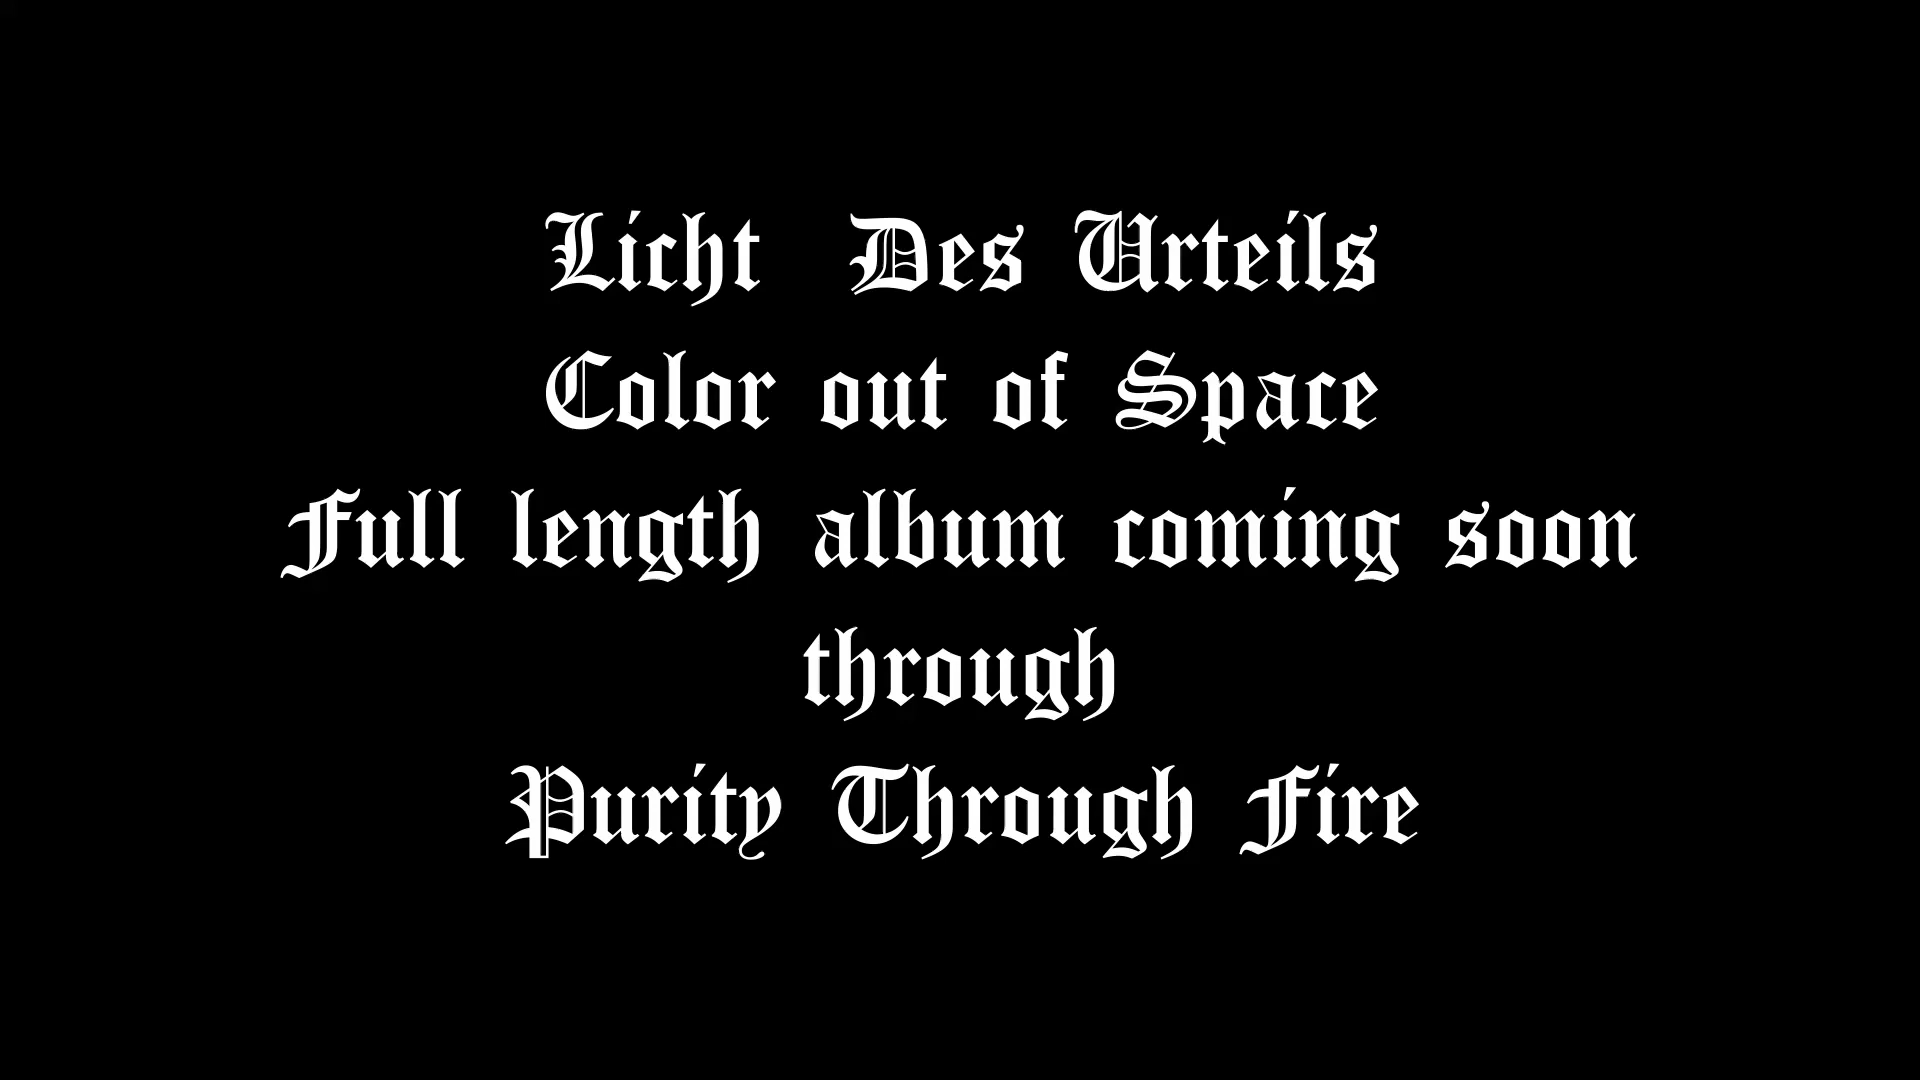 Licht Des Urteils
Color out of Space
Full length album coming soon
through
Purity Through Fire